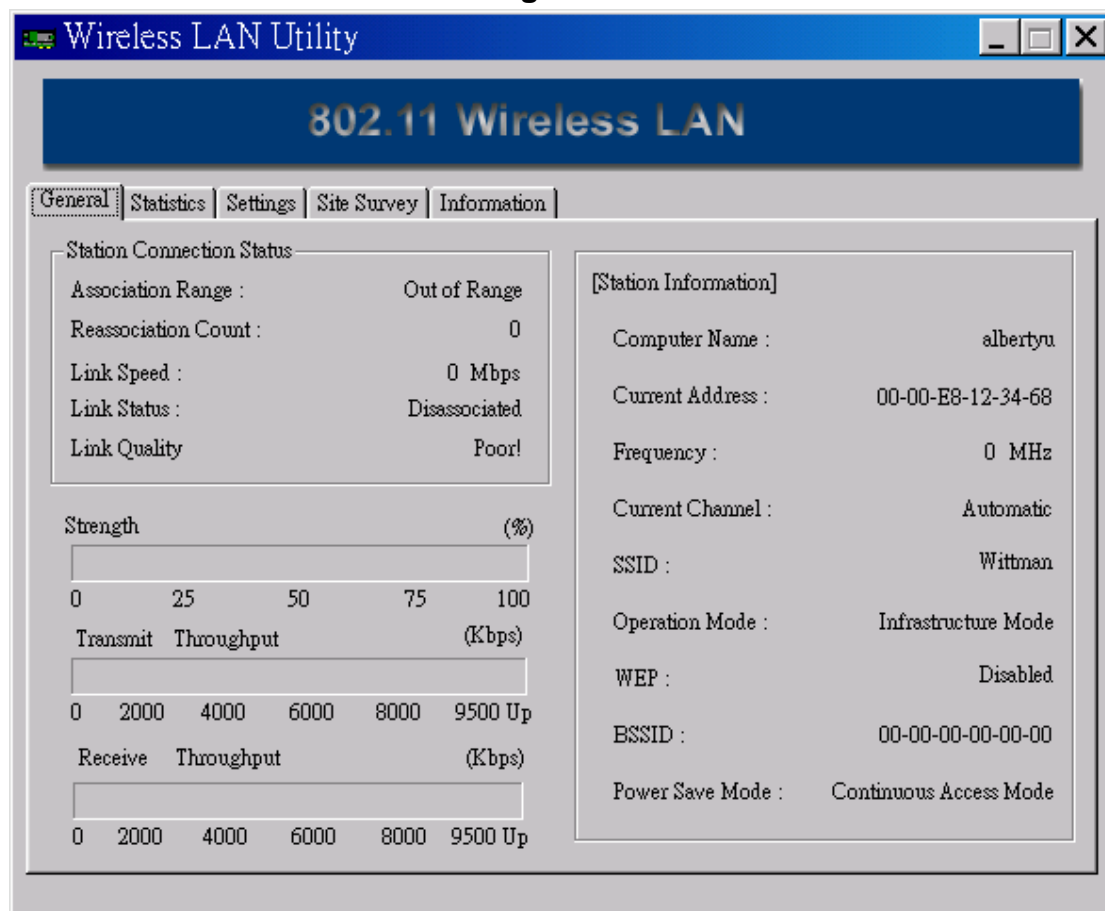 Wireless LAN Utility
802.11 Wireless LAN
General Statistics Settings Site Survey Information
Station Connection Status
Association Range : Out of Range
Reassociation Count : 0
Link Speed : 0 Mbps
Link Status : Disassociated
Link Quality Poor!
Strength (%)
0 25 50 75 100
Transmit Throughput (Kbps)
0 2000 4000 6000 8000 9500 Up
Receive Throughput (Kbps)
0 2000 4000 6000 8000 9500 Up
[Station Information]
Computer Name : albertyu
Current Address : 00-00-E8-12-34-68
Frequency : 0 MHz
Current Channel : Automatic
SSID : Wittman
Operation Mode : Infrastructure Mode
WEP : Disabled
BSSID : 00-00-00-00-00-00
Power Save Mode : Continuous Access Mode